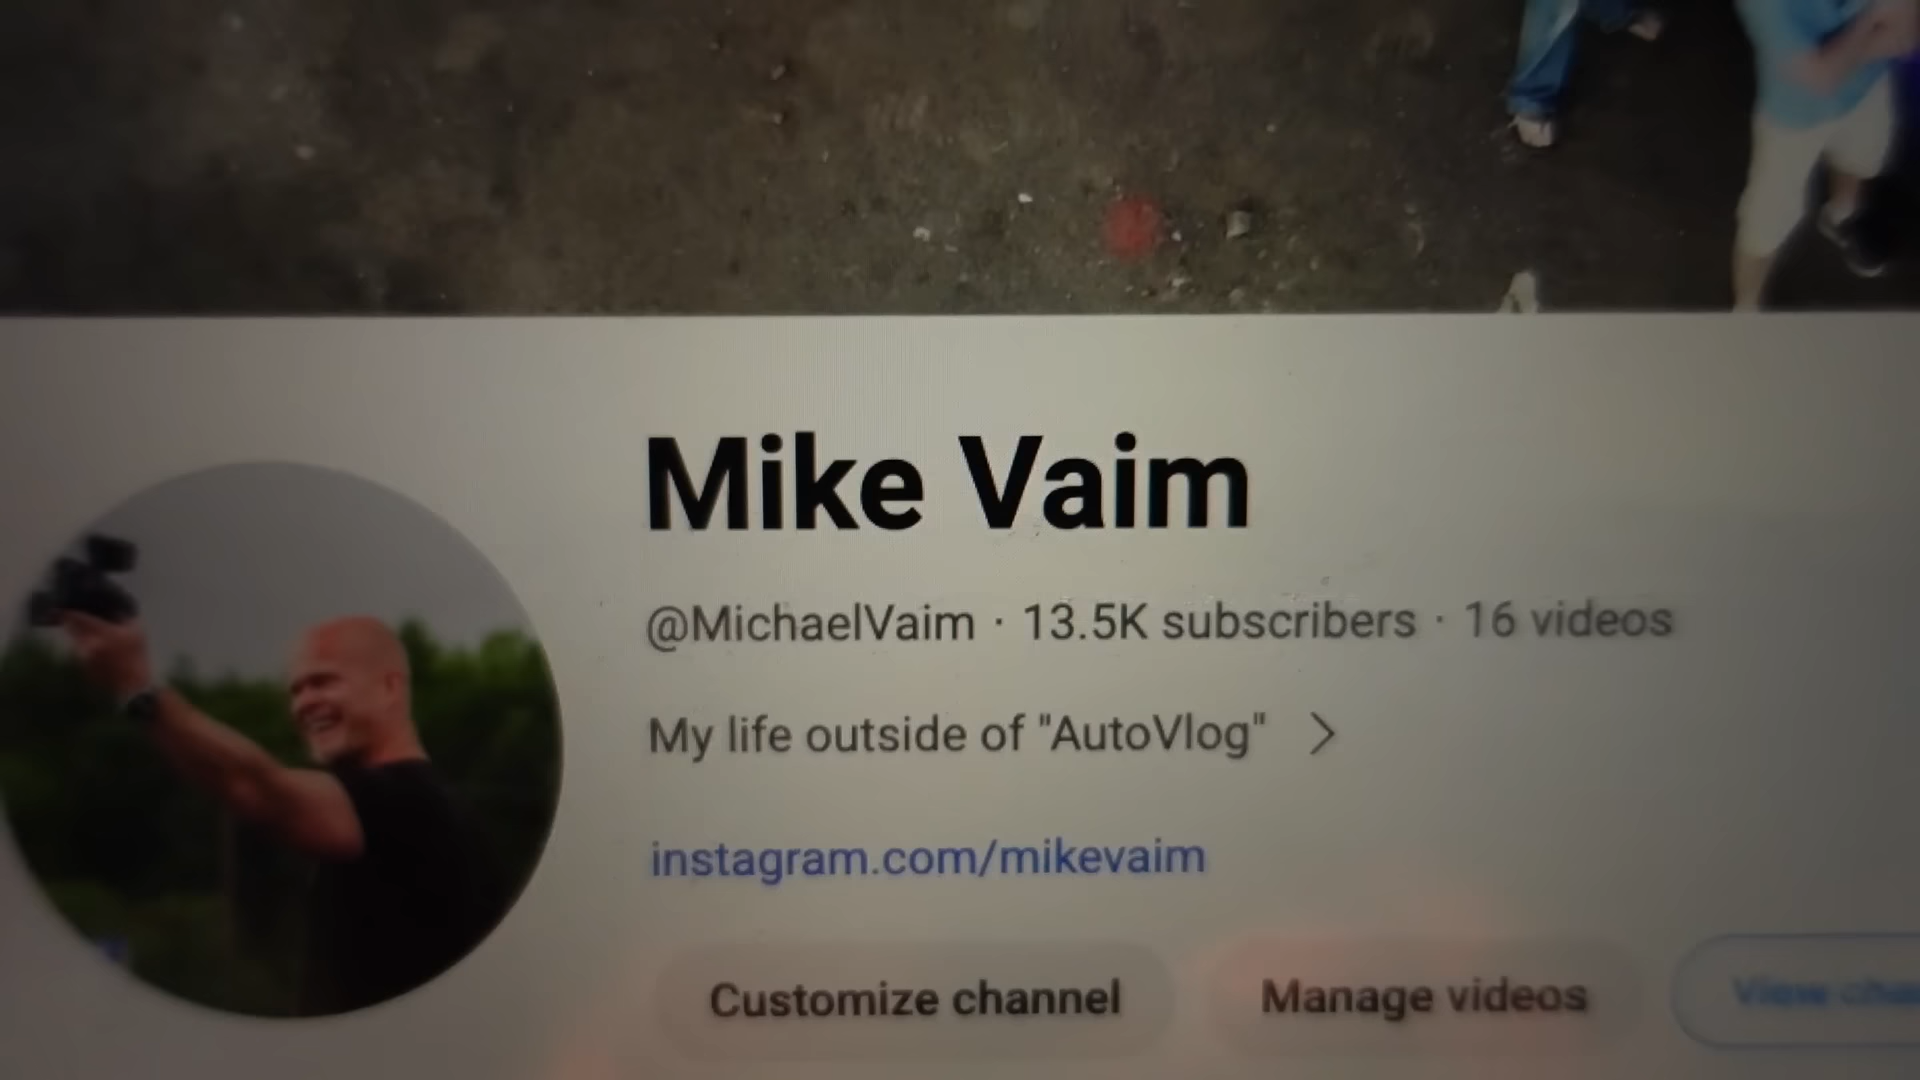 Mike Vaim
@MichaelVaim · 13.5K subscribers · 16 videos
My life outside of "AutoVlog" >
instagram.com/mikevaim
Customize channel
Manage videos
View